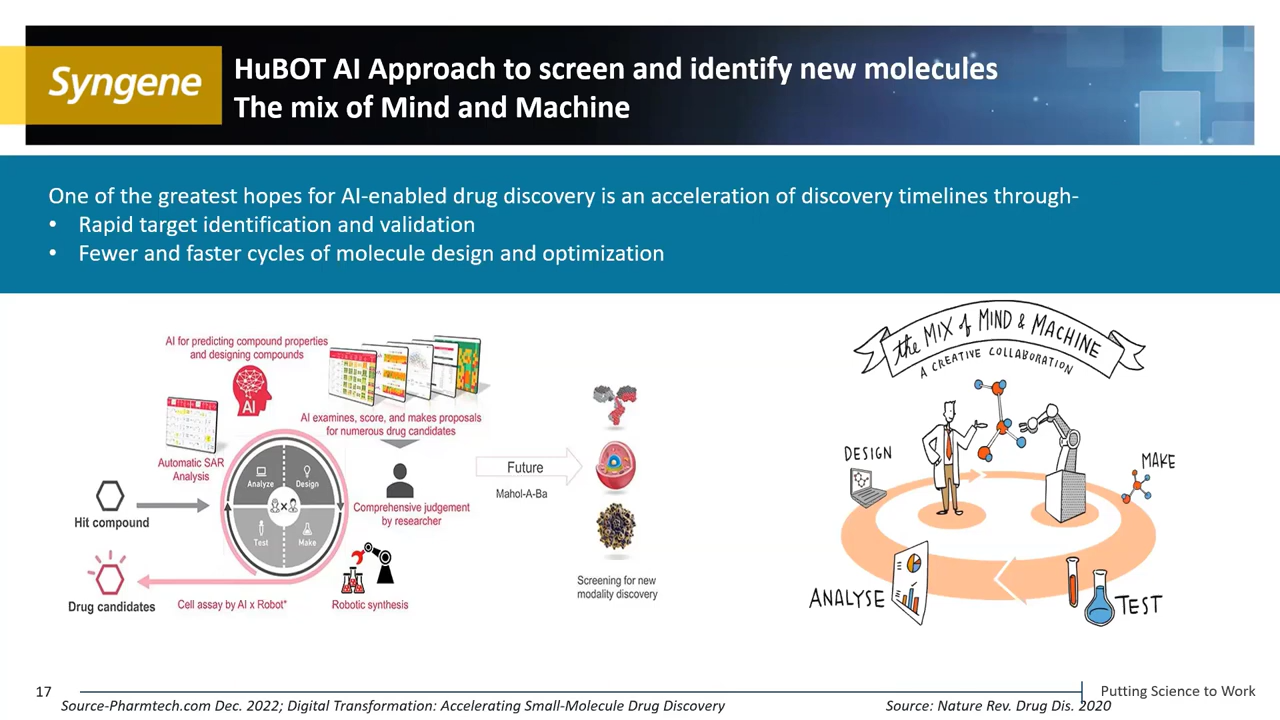 Syngene
HuBOT AI Approach to screen and identify new molecules
The mix of Mind and Machine
One of the greatest hopes for AI-enabled drug discovery is an acceleration of discovery timelines through-
• Rapid target identification and validation
• Fewer and faster cycles of molecule design and optimization
AI for predicting compound properties
and designing compounds
AI
AI examines, score, and makes proposals
for numerous drug candidates
Automatic SAR
Analysis
Analyze
Design
Test
Make
Hit compound
Comprehensive judgement
by researcher
Drug candidates
Cell assay by AI x Robot*
Robotic synthesis
Future
Mahol-A-Ba
Screening for new
modality discovery
the MIX of MIND & MACHINE
A CREATIVE COLLABORATION
DESIGN
MAKE
ANALYSE
TEST
17
Putting Science to Work
Source-Pharmtech.com Dec. 2022; Digital Transformation: Accelerating Small-Molecule Drug Discovery
Source: Nature Rev. Drug Dis. 2020